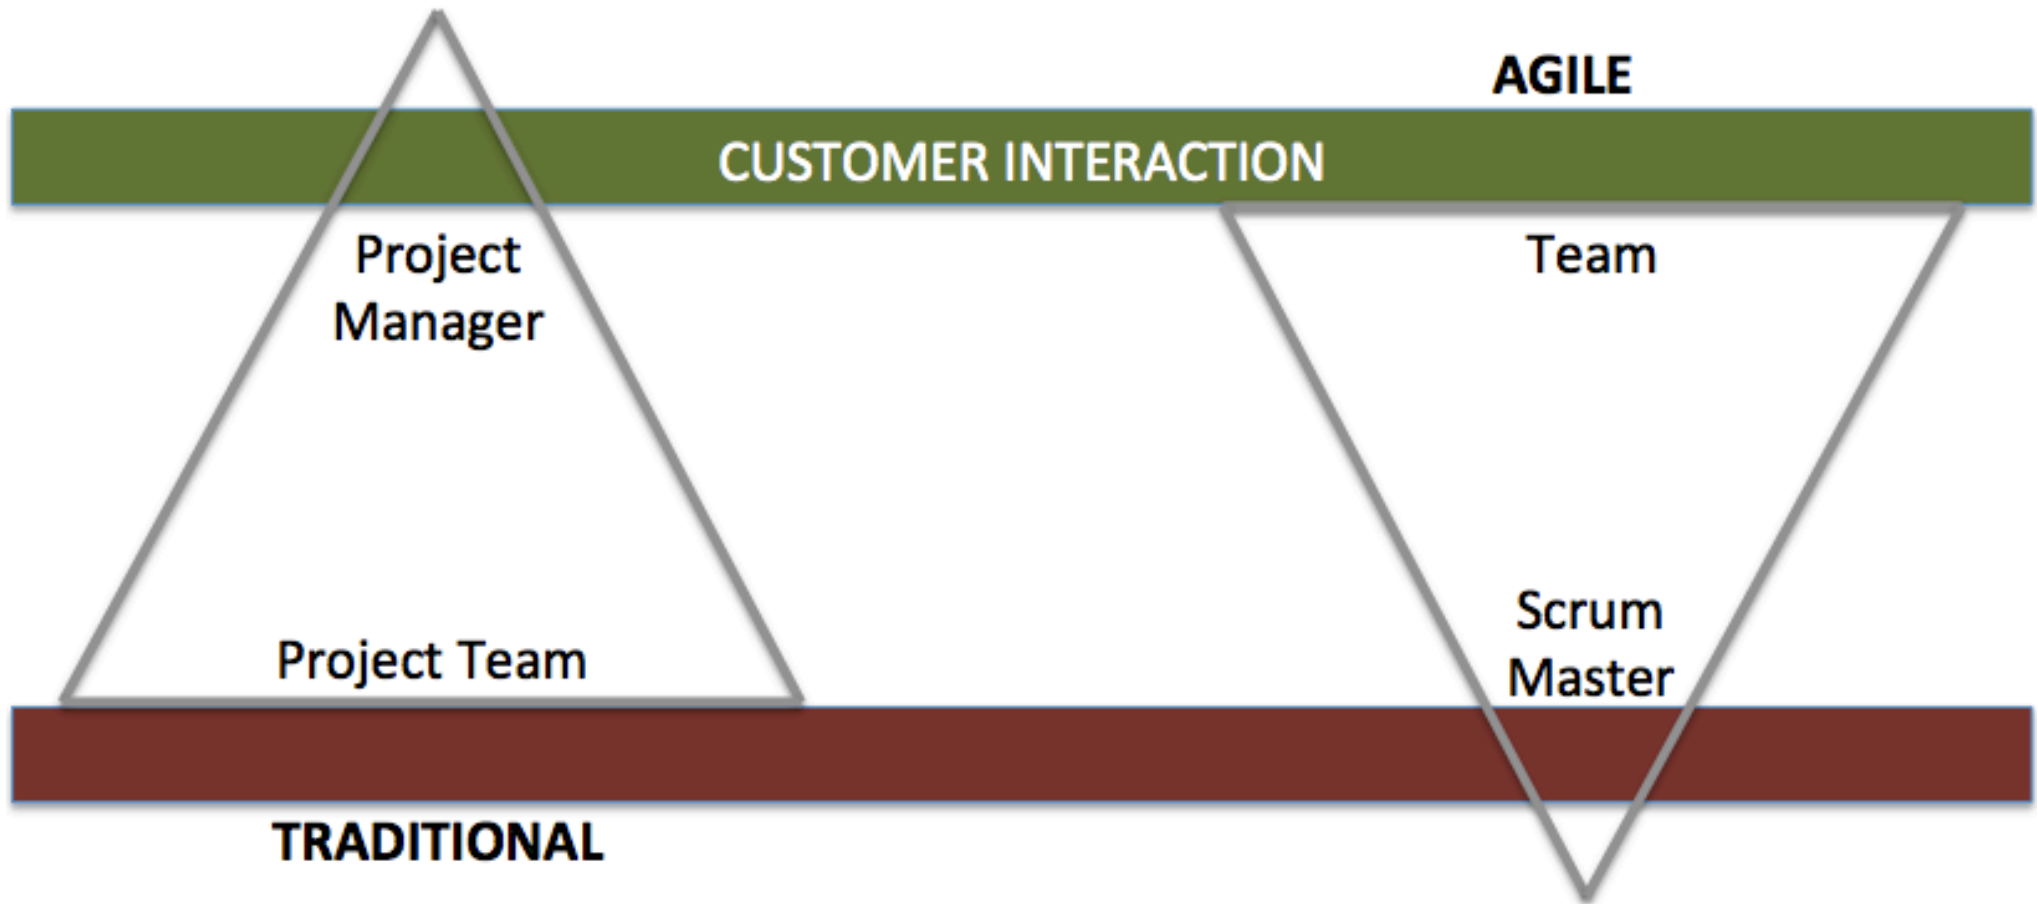 AGILE
CUSTOMER INTERACTION
Project
Manager
Team
Project Team
Scrum
Master
TRADITIONAL